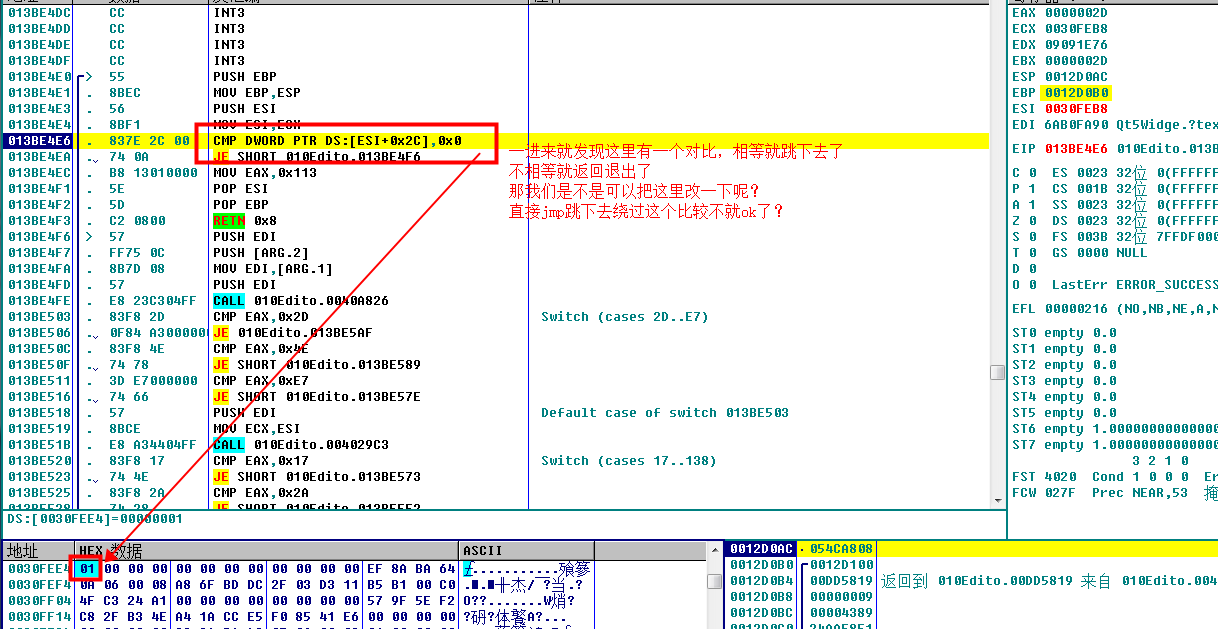 013BE4DC CC INT3
013BE4DD . CC INT3
013BE4DE CC INT3
013BE4DF CC INT3
013BE4E0 > 55 PUSH EBP
013BE4E1 . 8BEC MOV EBP,ESP
013BE4E3 . 56 PUSH ESI
013BE4E4 . 8BF1 MOV ESI,ECX
013BE4E6 . 837E 2C 00 CMP DWORD PTR DS:[ESI+0x2C],0x0
013BE4EA 74 0A JE SHORT 010Edito.013BE4F6
013BE4EC . B8 13010000 MOV EAX,0x113
013BE4F1 . 5E POP ESI
013BE4F2 . 5D POP EBP
013BE4F3 . C2 0800 RETN 0x8
013BE4F6 > 57 PUSH EDI
013BE4F7 . FF75 0C PUSH [ARG.2]
013BE4FA . 8B7D 08 MOV EDI,[ARG.1]
013BE4FD . 57 PUSH EDI
013BE4FE . E8 23C304FF CALL 010Edito.0040A826
013BE503 . 83F8 2D CMP EAX,0x2D Switch (cases 2D..E7)
013BE506 0F84 A3000000 JE 010Edito.013BE5AF
013BE50C . 83F8 4E CMP EAX,0x4E
013BE50F 74 78 JE SHORT 010Edito.013BE589
013BE511 . 3D E7000000 CMP EAX,0xE7
013BE516 74 66 JE SHORT 010Edito.013BE57E
013BE518 . 57 PUSH EDI Default case of switch 013BE503
013BE519 . 8BCE MOV ECX,ESI
013BE51B . E8 A34404FF CALL 010Edito.004029C3
013BE520 . 83F8 17 CMP EAX,0x17 Switch (cases 17..138)
013BE523 74 4E JE SHORT 010Edito.013BE573
013BE525 . 83F8 2A CMP EAX,0x2A
一进来就发现这里有一个对比，相等就跳下去了
不相等就返回退出了
那我们是不是可以把这里改一下呢？
直接jmp跳下去绕过这个比较不就ok了？
EAX 0000002D
ECX 0030FEB8
EDX 09091E76
EBX 0000002D
ESP 0012D0AC
EBP 0012D0B0
ESI 0030FEB8
EDI 6AB0FA90 Qt5Widge.?tex
EIP 013BE4E6 010Edito.013B
C 0 ES 0023 32位 0(FFFFFF
P 1 CS 001B 32位 0(FFFFFF
A 1 SS 0023 32位 0(FFFFFF
Z 0 DS 0023 32位 0(FFFFFF
S 0 FS 003B 32位 7FFDF000
T 0 GS 0000 NULL
D 0
O 0 LastErr ERROR_SUCCESS
EFL 00000216 (NO,NB,NE,A,N
ST0 empty 0.0
ST1 empty 0.0
ST2 empty 0.0
ST3 empty 0.0
ST4 empty 0.0
ST5 empty 0.0
ST6 empty 1.0000000000000
ST7 empty 1.0000000000000
3 2 1 0
FST 4020 Cond 1 0 0 0 Er
FCW 027F Prec NEAR,53 掩
DS:[0030FEE4]=00000001
地址 HEX 数据 ASCII
0030FEE4 01 00 00 00 00 00 00 00 00 00 00 00 EF 8A BA 64
0030FEF4 0A 06 00 08 A8 6F BD DC 2F 03 D3 11 B5 B1 00 C0
0030FF04 4F C3 24 A1 00 00 00 00 00 00 00 00 57 9F 5E F2
0030FF14 C8 2F B3 4E A4 1A CC E5 F0 85 41 E6 00 00 00 00
0012D0AC 054CA808
0012D0B0 0012D100
0012D0B4 00DD5819 返回到 010Edito.00DD5819 来自 010Edito.004
0012D0B8 00000009
0012D0BC 00004389